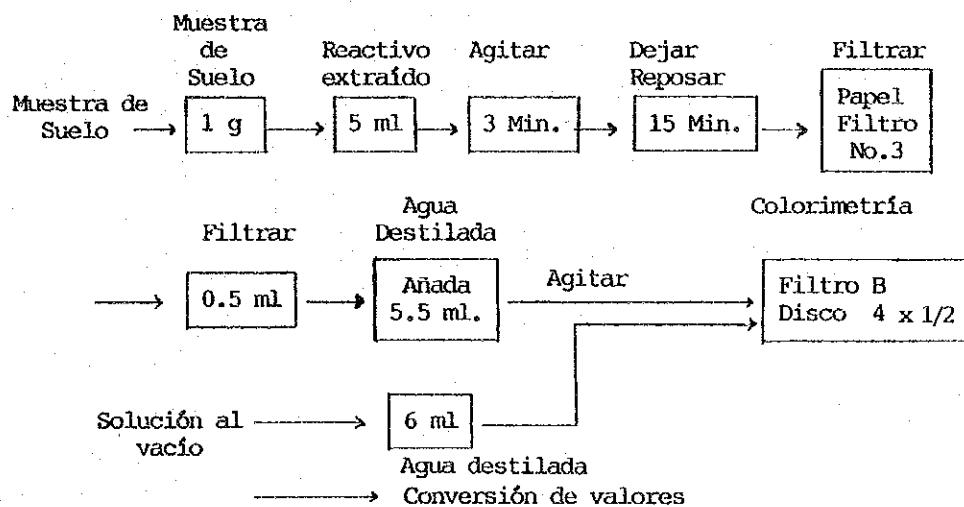 Muestra de
Suelo
Muestra
de
Suelo
1 g
Reactivo
extraído
5 ml
Agitar
3 Min.
Dejar
Reposar
15 Min.
Filtrar
Papel
Filtro
No.3
Filtrar
0.5 ml
Agua
Destilada
Añada
5.5 ml.
Agitar
Colorimetría
Filtro B
Disco 4 x 1/2
Solución al
vacío
6 ml
Agua destilada
Conversión de valores